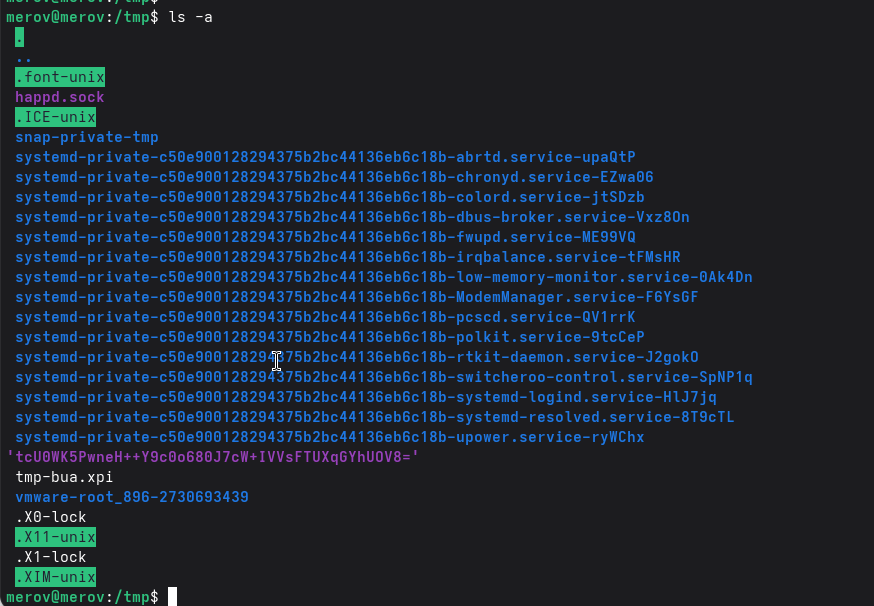 merov@merov:/tmp$ ls -a
.
..
.font-unix
happd.sock
.ICE-unix
snap-private-tmp
systemd-private-c50e900128294375b2bc44136eb6c18b-abrtd.service-upaQtP
systemd-private-c50e900128294375b2bc44136eb6c18b-chronyd.service-EZwa06
systemd-private-c50e900128294375b2bc44136eb6c18b-colord.service-jtSDzb
systemd-private-c50e900128294375b2bc44136eb6c18b-dbus-broker.service-Vxz8On
systemd-private-c50e900128294375b2bc44136eb6c18b-fwupd.service-ME99VQ
systemd-private-c50e900128294375b2bc44136eb6c18b-irqbalance.service-tFMsHR
systemd-private-c50e900128294375b2bc44136eb6c18b-low-memory-monitor.service-0Ak4Dn
systemd-private-c50e900128294375b2bc44136eb6c18b-ModemManager.service-F6YsGF
systemd-private-c50e900128294375b2bc44136eb6c18b-pcscd.service-QV1rrK
systemd-private-c50e900128294375b2bc44136eb6c18b-polkit.service-9tcCeP
systemd-private-c50e900128294375b2bc44136eb6c18b-rtkit-daemon.service-J2gokO
systemd-private-c50e900128294375b2bc44136eb6c18b-switcheroo-control.service-SpNP1q
systemd-private-c50e900128294375b2bc44136eb6c18b-systemd-logind.service-HlJ7jq
systemd-private-c50e900128294375b2bc44136eb6c18b-systemd-resolved.service-8T9cTL
systemd-private-c50e900128294375b2bc44136eb6c18b-upower.service-ryWChx
'tcU0WK5PwneH++Y9c0o680J7cW+IVVsFTUXqGYhUOV8='
tmp-bua.xpi
vmware-root_896-2730693439
.X0-lock
.X11-unix
.X1-lock
.XIM-unix
merov@merov:/tmp$